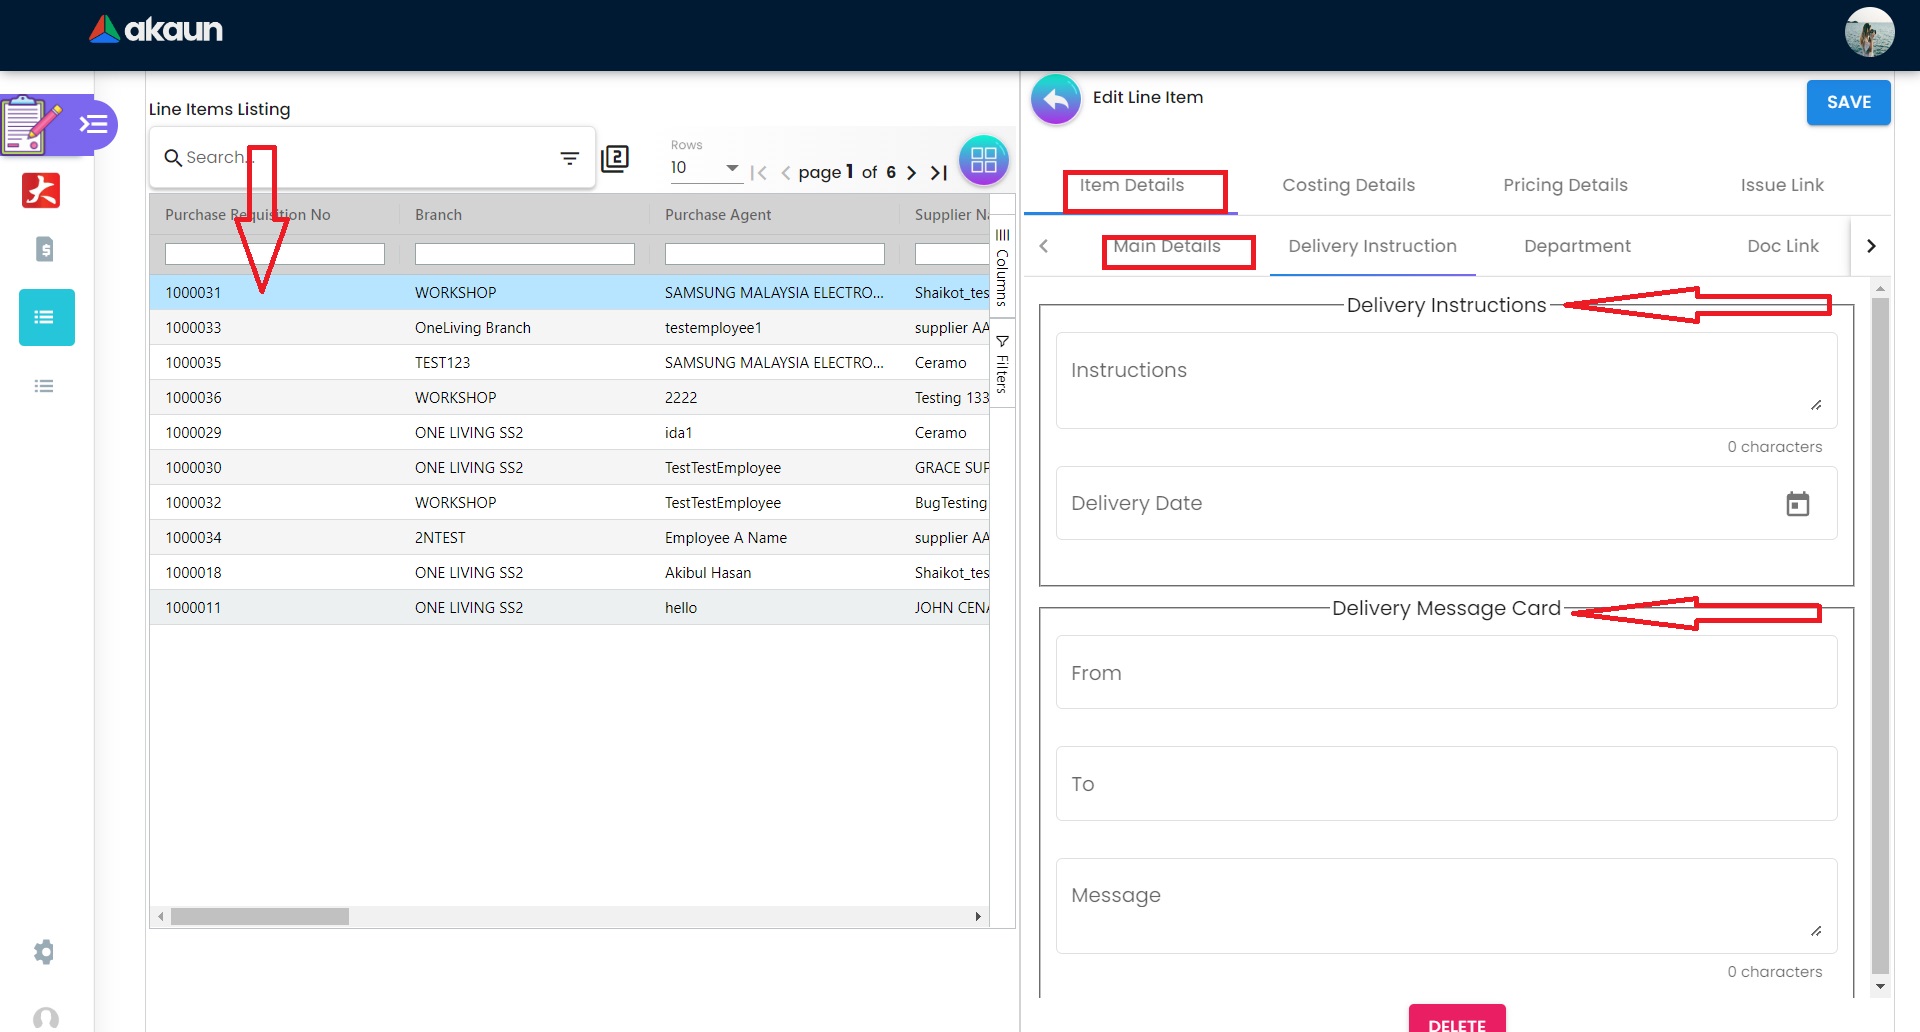 akaun
Line Items Listing
Search..
2
Rows
10
page 1 of 6
Purchase Requisition No Branch Purchase Agent Supplier Na
1000031 WORKSHOP SAMSUNG MALAYSIA ELECTRO... Shaikot_tes
1000033 OneLiving Branch testemployee1 supplier AA
1000035 TEST123 SAMSUNG MALAYSIA ELECTRO... Ceramo
1000036 WORKSHOP 2222 Testing 133
1000029 ONE LIVING SS2 ida1 Ceramo
1000030 ONE LIVING SS2 TestTestEmployee GRACE SUP
1000032 WORKSHOP TestTestEmployee BugTesting
1000034 2NTEST Employee A Name supplier AA
1000018 ONE LIVING SS2 Akibul Hasan Shaikot_tes
1000011 ONE LIVING SS2 hello JOHN CENA
Columns
Filters
Edit Line Item
SAVE
Item Details Costing Details Pricing Details Issue Link
Main Details Delivery Instruction Department Doc Link
Delivery Instructions
Instructions
0 characters
Delivery Date
Delivery Message Card
From
To
Message
0 characters
DELETE